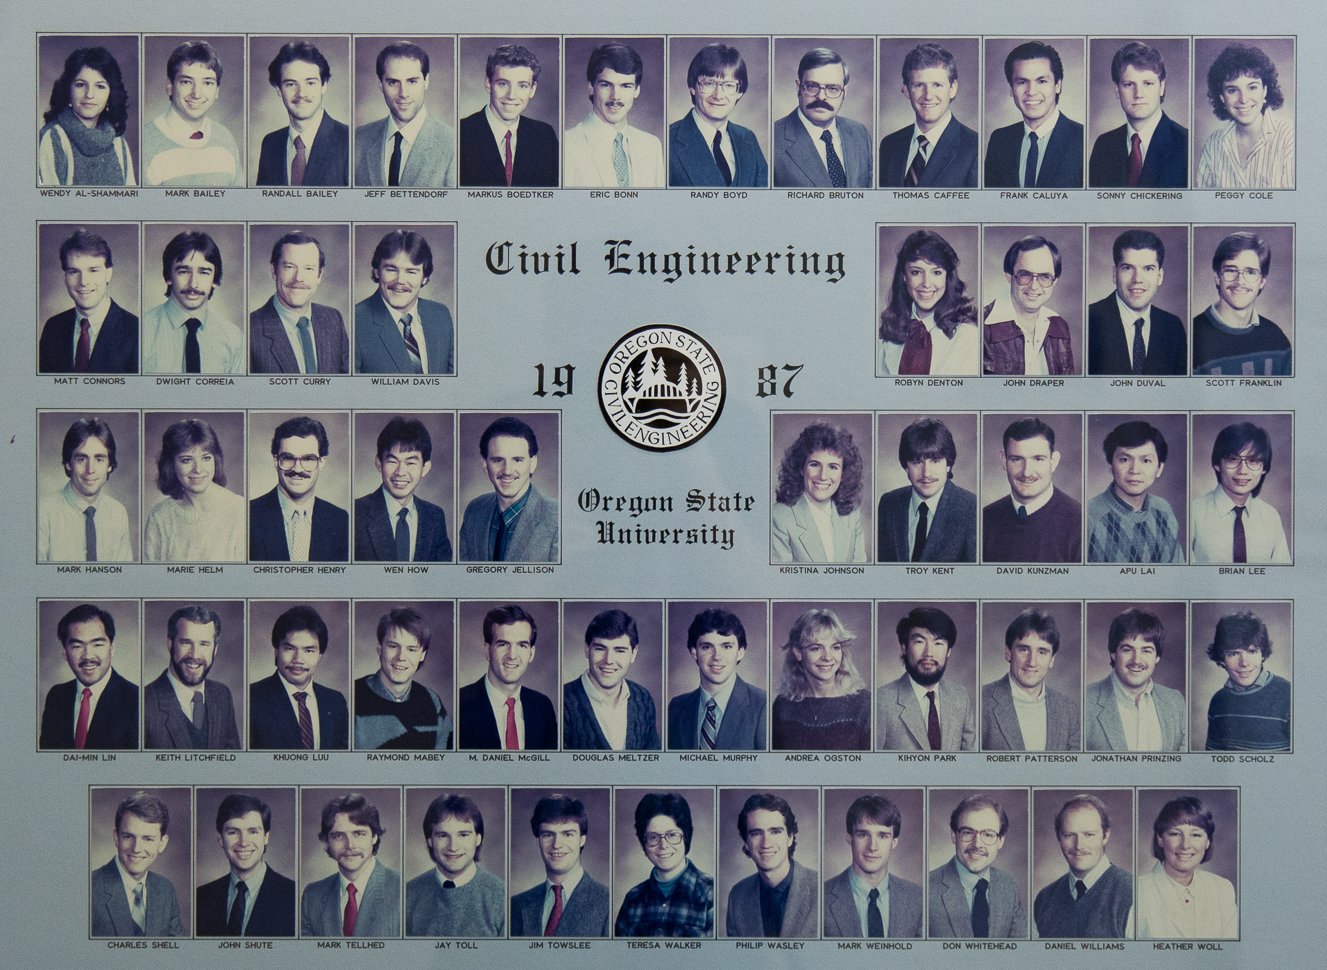 WENDY AL-SHAMMARI MARK BAILEY RANDALL BAILEY JEFF BETTENDORF MARKUS BOEDTKER ERIC BONN RANDY BOYD RICHARD BRUTON THOMAS CAFFEE FRANK CALUYA SONNY CHICKERING PEGGY COLE
Civil Engineering
MATT CONNORS DWIGHT CORREIA SCOTT CURRY WILLIAM DAVIS ROBYN DENTON JOHN DRAPER JOHN DUVAL SCOTT FRANKLIN
19 87
OREGON STATE
CIVIL ENGINEERING
Oregon State
University
MARK HANSON MARIE HELM CHRISTOPHER HENRY WEN HOW GREGORY JELLISON KRISTINA JOHNSON TROY KENT DAVID KUNZMAN APU LAI BRIAN LEE
DAI-MIN LIN KEITH LITCHFIELD KHUONG LUU RAYMOND MABEY M. DANIEL McGILL DOUGLAS MELTZER MICHAEL MURPHY ANDREA OGSTON KIHYON PARK ROBERT PATTERSON JONATHAN PRINZING TODD SCHOLZ
CHARLES SHELL JOHN SHUTE MARK TELLHED JAY TOLL JIM TOWSLEE TERESA WALKER PHILIP WASLEY MARK WEINHOLD DON WHITEHEAD DANIEL WILLIAMS HEATHER WOLL